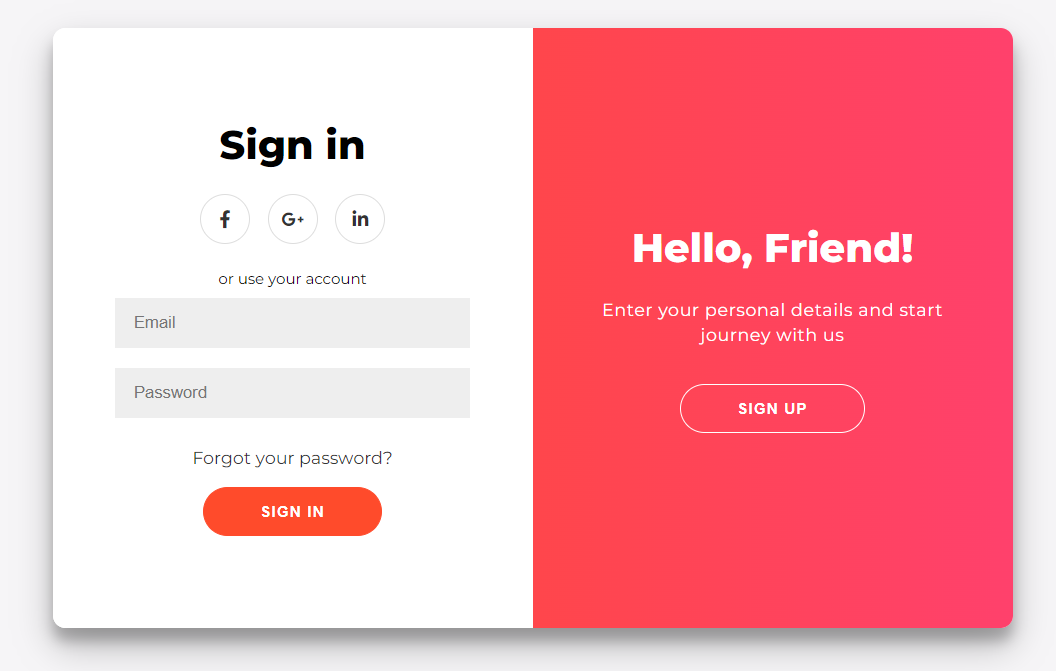 Sign in
f G+ in
or use your account
Email
Password
Forgot your password?
SIGN IN
Hello, Friend!
Enter your personal details and start
journey with us
SIGN UP